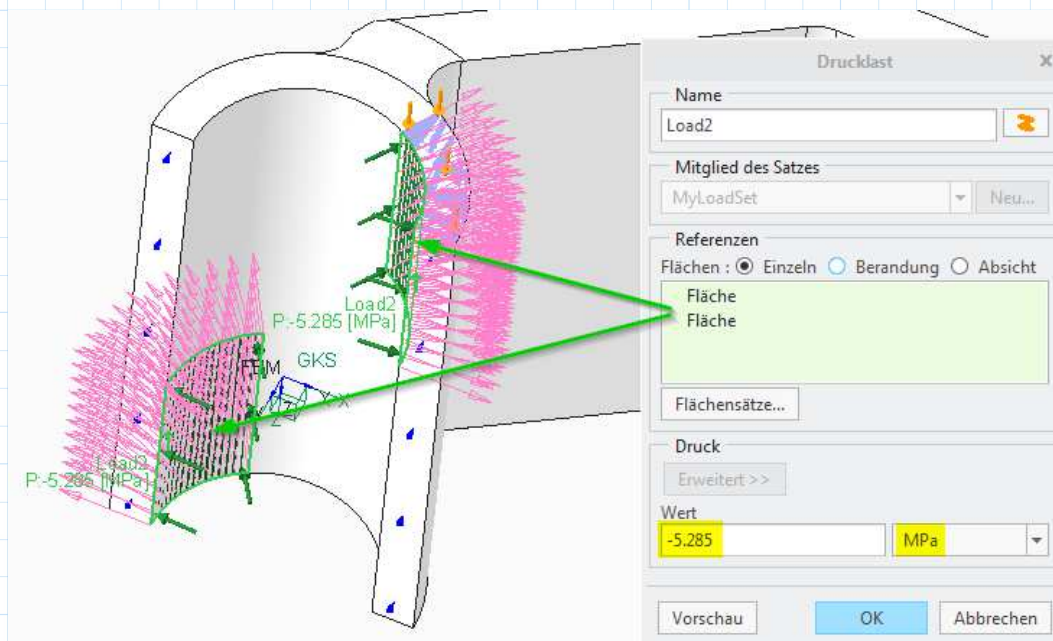 Drucklast
x
Name
Load2
Mitglied des Satzes
MyLoadSet
Neu...
Referenzen
Flächen : Einzeln Berandung Absicht
Fläche
Fläche
Flächensätze...
Druck
Erweitert >>
Wert
-5.285
MPa
Vorschau
OK
Abbrechen
Load2
P:-5.285 [MPa]
GKS
X
Z
Load2
P:-5.285 [MPa]